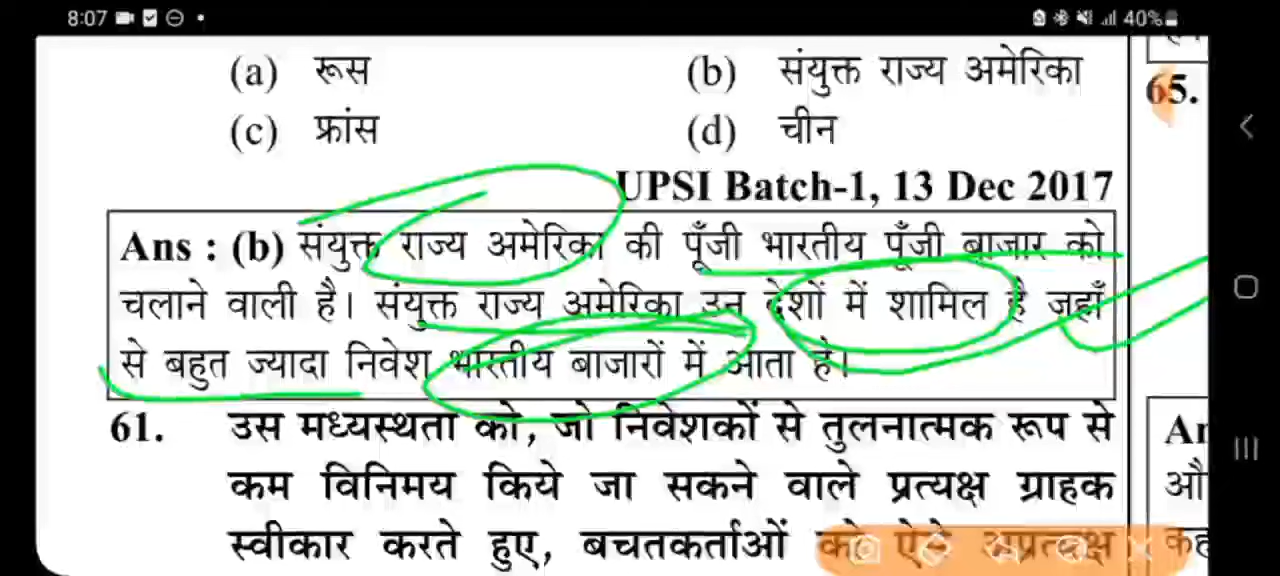 8:07
40%
(a) रूस (b) संयुक्त राज्य अमेरिका
(c) फ्रांस (d) चीन
65.
UPSI Batch-1, 13 Dec 2017
Ans : (b) संयुक्त राज्य अमेरिका की पूँजी भारतीय पूँजी बाजार को
चलाने वाली है। संयुक्त राज्य अमेरिका उन देशों में शामिल है जहाँ
से बहुत ज्यादा निवेश भारतीय बाजारों में आता है।
61. उस मध्यस्थता को, जो निवेशकों से तुलनात्मक रूप से
कम विनिमय किये जा सकने वाले प्रत्यक्ष ग्राहक
स्वीकार करते हुए, बचतकर्ताओं को ऐसे अप्रत्यक्ष